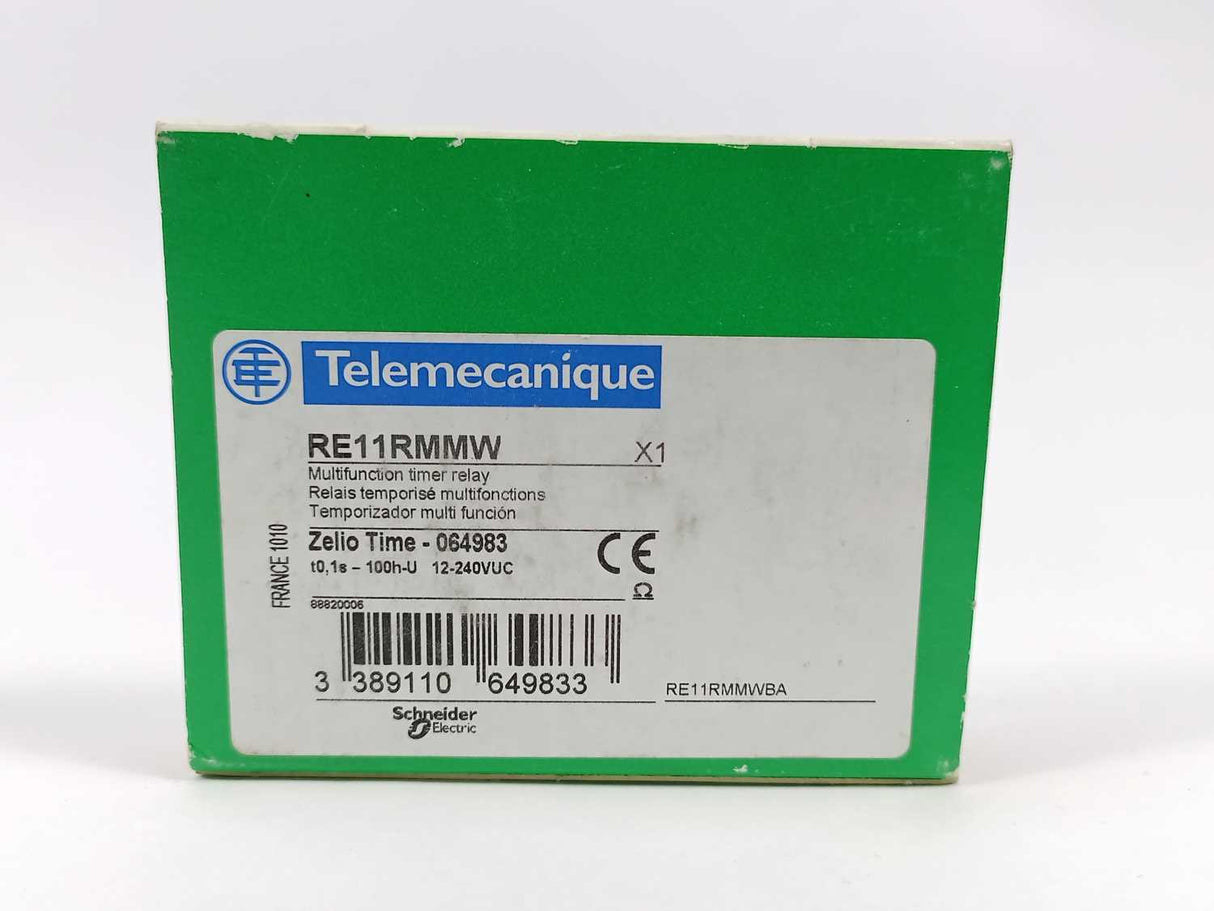 Telemecanique
RE11RMMW X1
Multifunction timer relay
Relais temporisé multifonctions
Temporizador multi función
Zelio Time - 064983
t0,1s – 100h-U 12-240VUC
CE
Ω
FRANCE 1010
88820006
3 389110 649833
RE11RMMWBA
Schneider
Electric